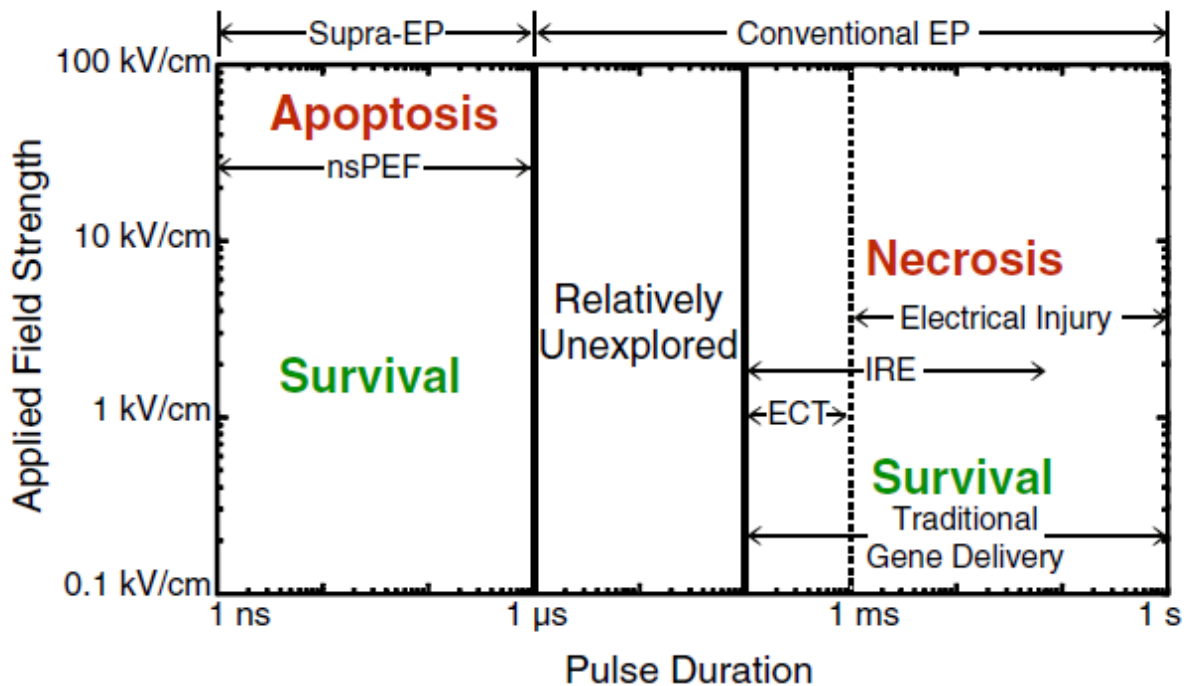 Supra-EP
Conventional EP
100 kV/cm
10 kV/cm
1 kV/cm
0.1 kV/cm
Applied Field Strength
Apoptosis
nsPEF
Survival
Relatively
Unexplored
Necrosis
Electrical Injury
IRE
ECT
Survival
Traditional
Gene Delivery
1 ns
1 µs
1 ms
1 s
Pulse Duration